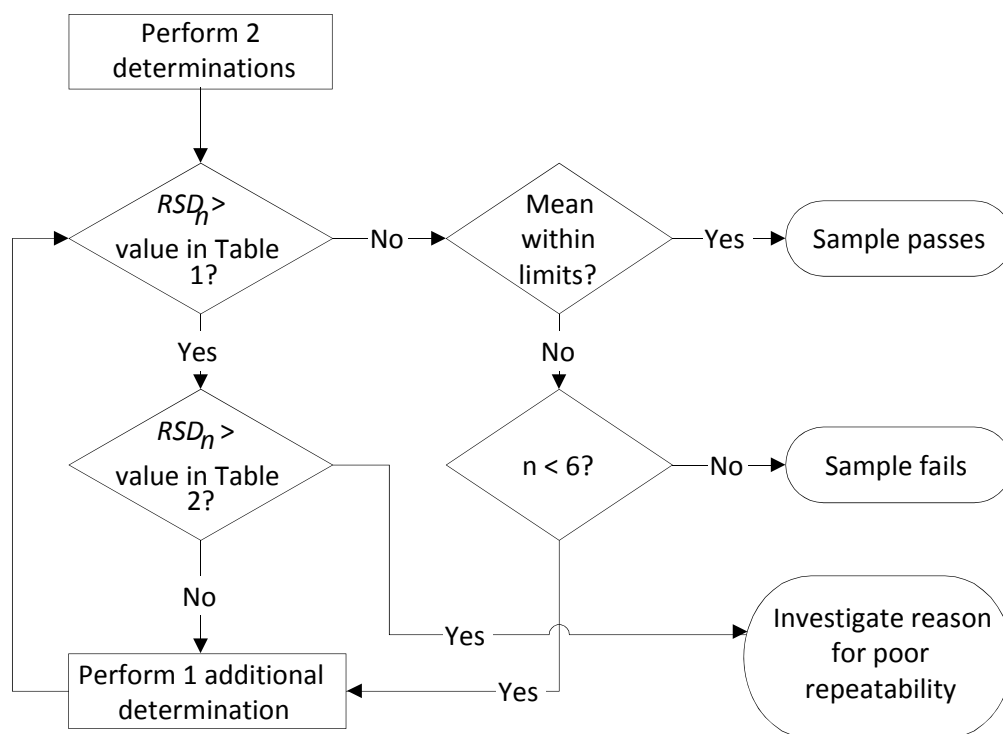 Perform 2
determinations
RSDn >
value in Table
1?
No
Mean
within
limits?
Yes
Sample passes
Yes
No
RSDn >
value in Table
2?
n < 6?
No
Sample fails
No
Yes
Investigate reason
for poor
repeatability
Perform 1 additional
determination
Yes